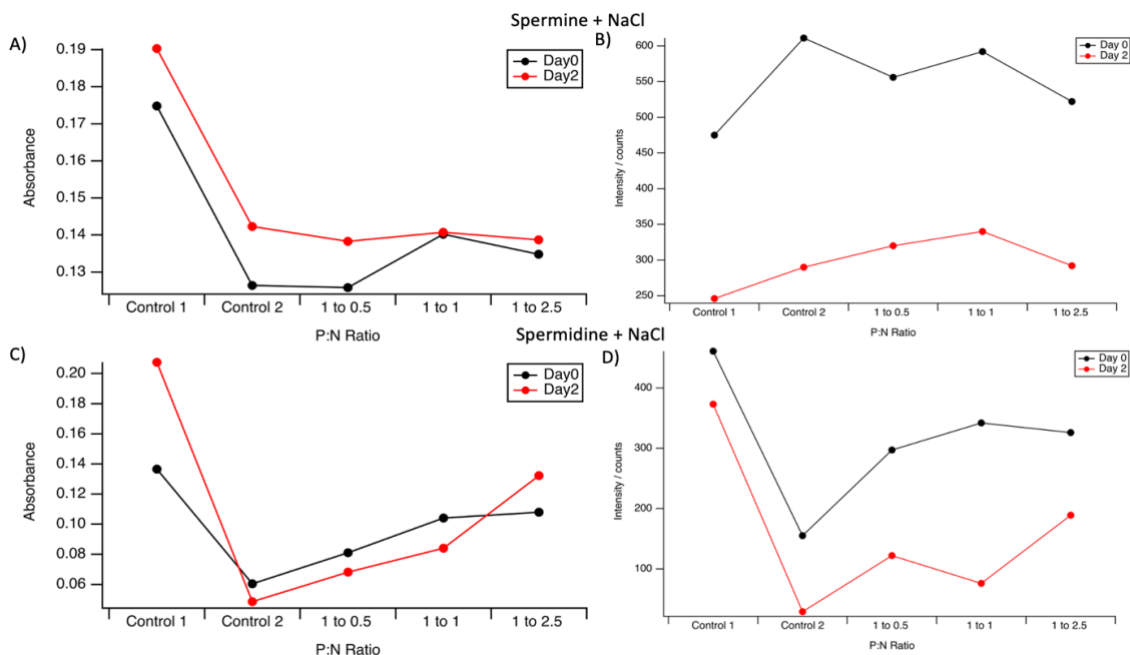 Spermine + NaCl
A)
0.19
0.18
0.17
0.16
0.15
0.14
0.13
Absorbance
Day0
Day2
Control 1 Control 2 1 to 0.5 1 to 1 1 to 2.5
P:N Ratio
B)
600
550
500
450
400
350
300
250
Intensity / counts
Day 0
Day 2
Control 1 Control 2 1 to 0.5 1 to 1 1 to 2.5
P:N Ratio
Spermidine + NaCl
C)
0.20
0.18
0.16
0.14
0.12
0.10
0.08
0.06
Absorbance
Day0
Day2
Control 1 Control 2 1 to 0.5 1 to 1 1 to 2.5
P:N Ratio
D)
400
300
200
100
Intensity / counts
Day 0
Day 2
Control 1 Control 2 1 to 0.5 1 to 1 1 to 2.5
P:N Ratio